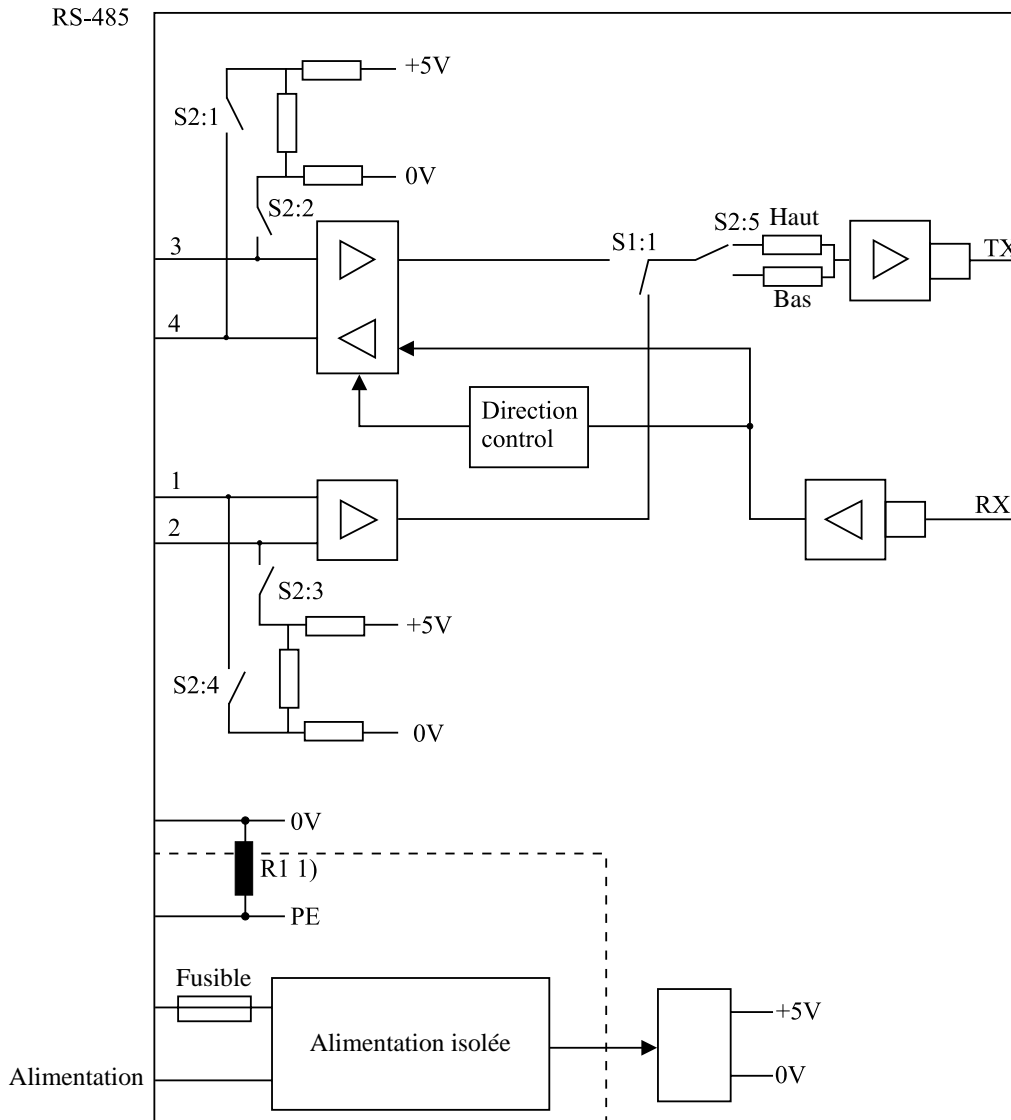 RS-485
+5V
S2:1
0V
S2:2
3
S1:1
S2:5
Haut
TX
Bas
4
Direction
control
1
2
RX
S2:3
+5V
S2:4
0V
0V
R1 1)
PE
Fusible
Alimentation isolée
+5V
0V
Alimentation